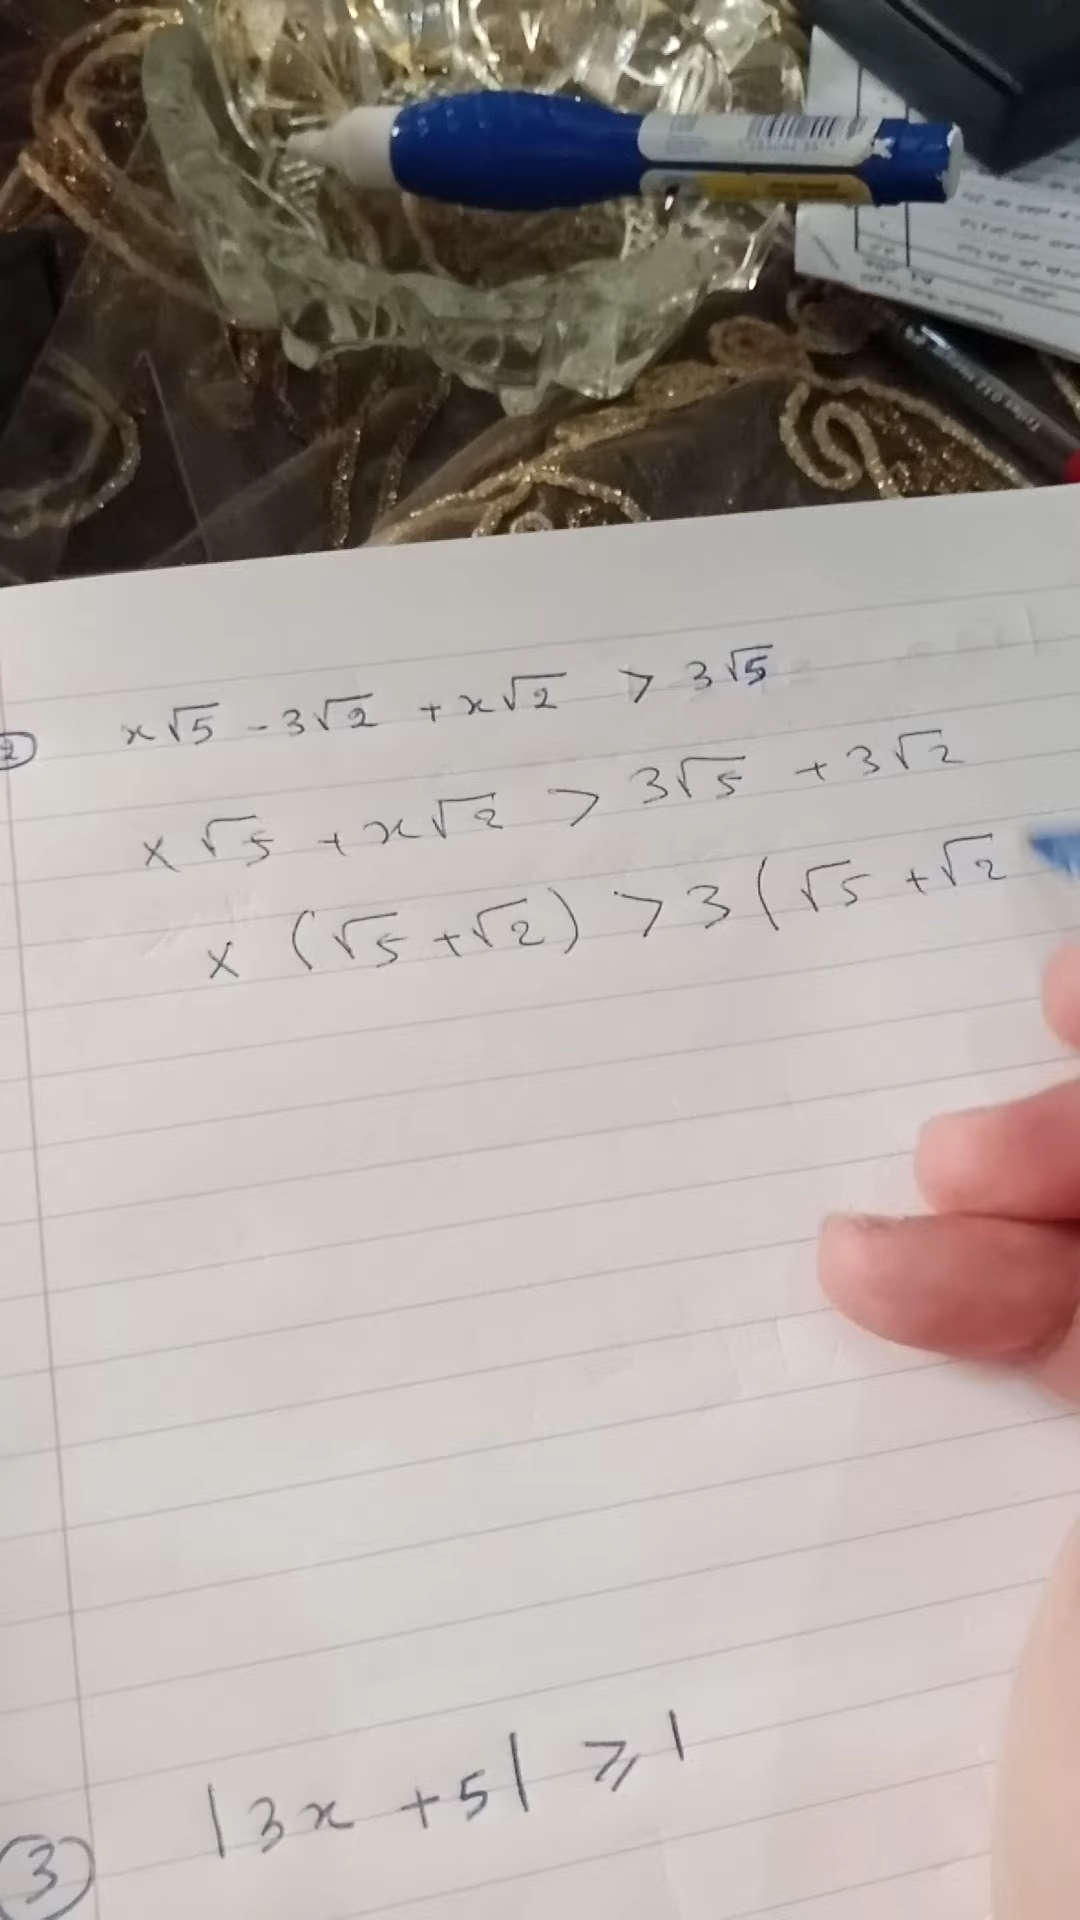 2 x√5 - 3√2 + x√2 > 3√5
x√5 + x√2 > 3√5 + 3√2
x (√5 + √2) > 3 (√5 + √2
3 |3x + 5| ⩾ 1